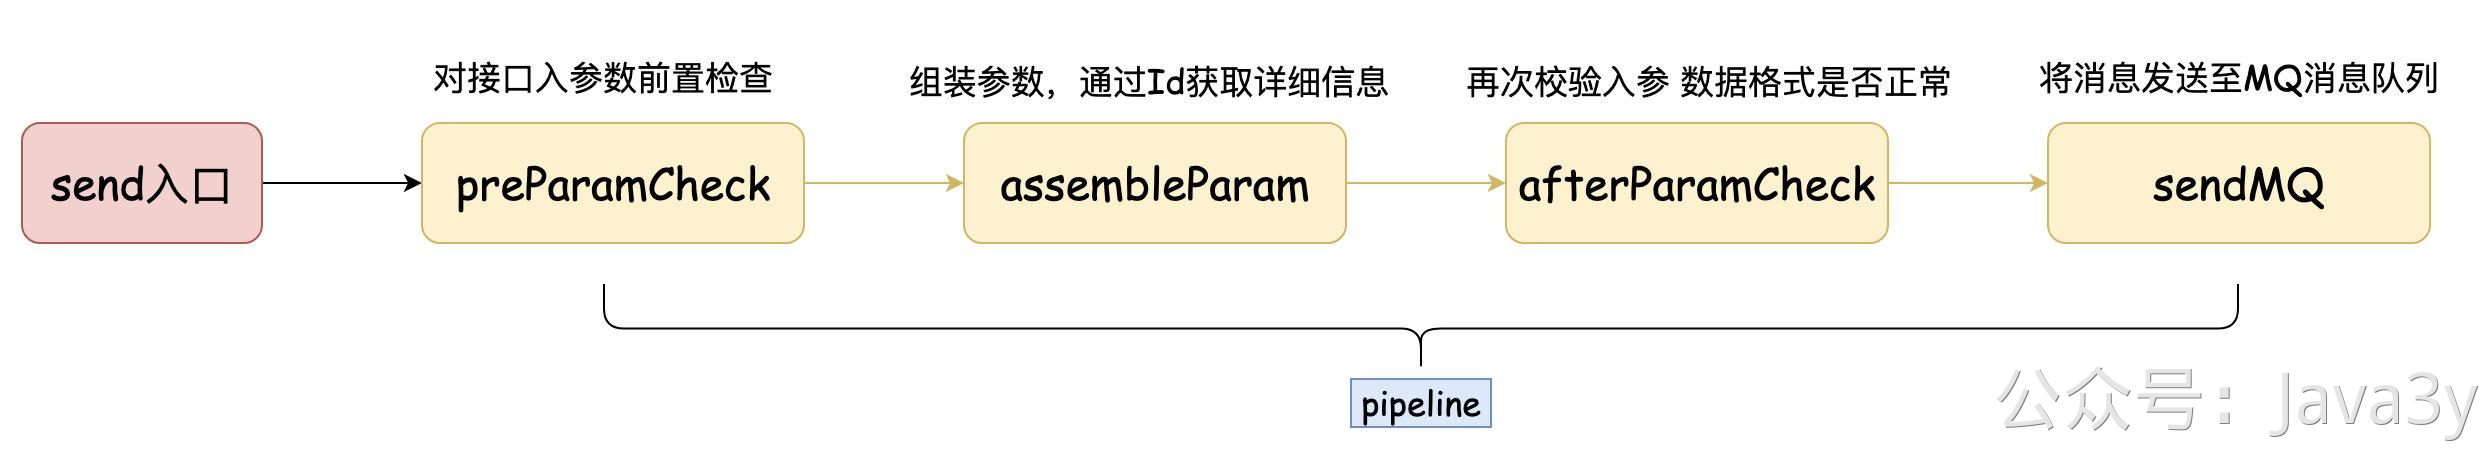 对接口入参数前置检查
组装参数，通过Id获取详细信息
再次校验入参 数据格式是否正常
将消息发送至MQ消息队列
send入口
preParamCheck
assembleParam
afterParamCheck
sendMQ
pipeline
公众号：Java3y